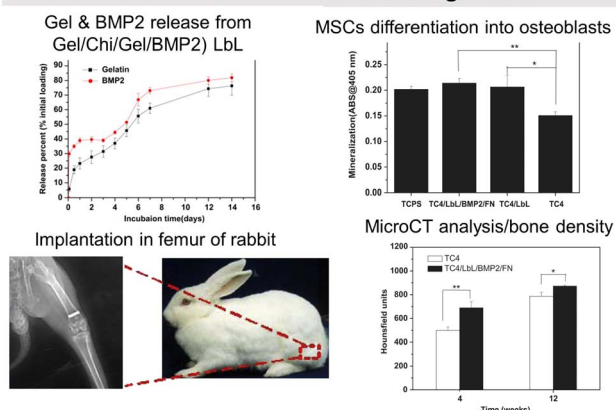 Gel & BMP2 release from
Gel/Chi/Gel/BMP2) LbL
Release percent (% initial loading)
90
80
70
60
50
40
30
20
10
0
Gelatin
BMP2
0 2 4 6 8 10 12 14 16
Incubaion time(days)
MSCs differentiation into osteoblasts
Mineralization(ABS@405 nm)
0.25
0.20
0.15
0.10
0.05
0.00
**
*
TCPS TC4/LbL/BMP2/FN TC4/LbL TC4
Implantation in femur of rabbit
MicroCT analysis/bone density
Hounsfield units
1200
1000
800
600
400
200
0
TC4
TC4/LbL/BMP2/FN
**
*
4 12
Time (weeks)